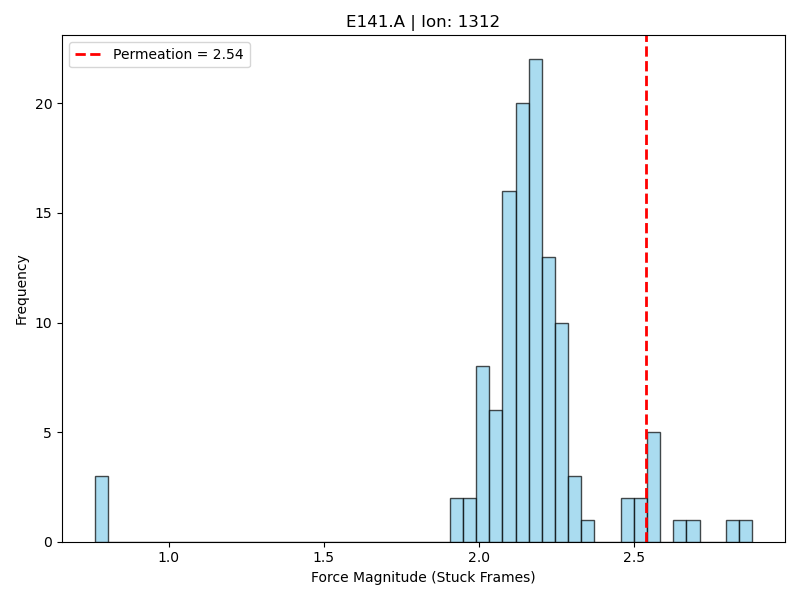 E141.A | Ion: 1312
Permeation = 2.54
20
15
10
5
0
Frequency
1.0 1.5 2.0 2.5
Force Magnitude (Stuck Frames)